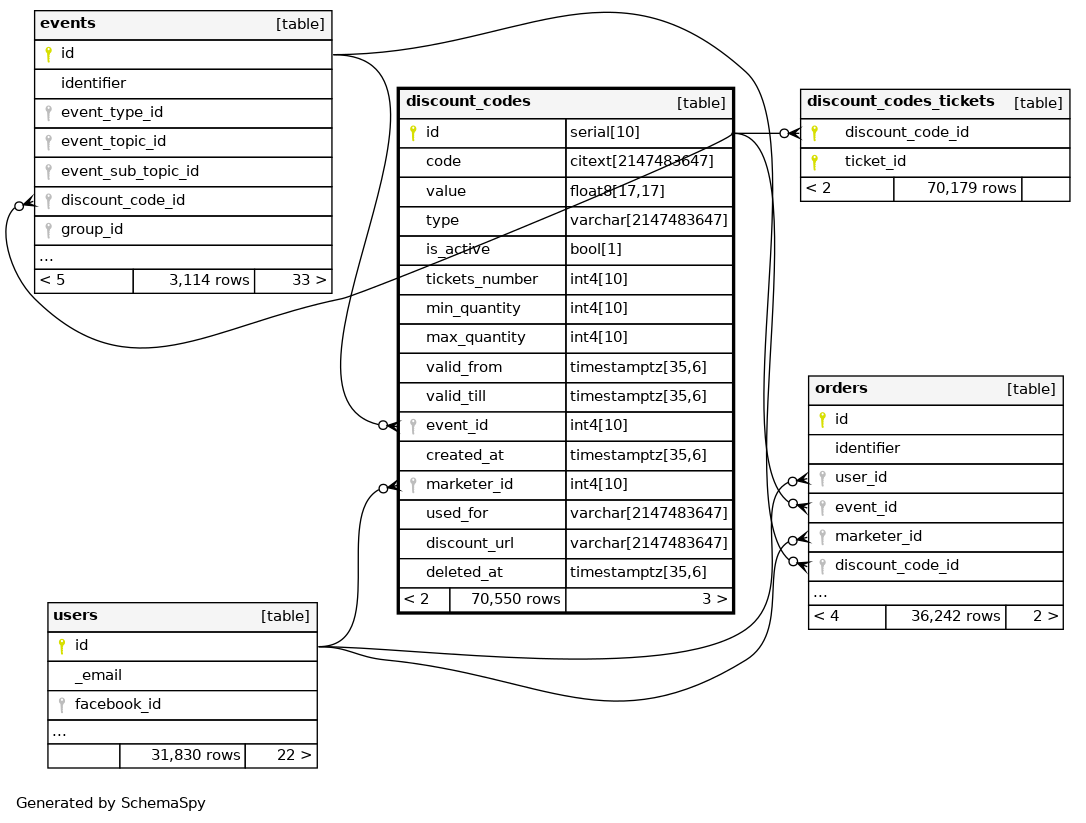 events [table]
id
identifier
event_type_id
event_topic_id
event_sub_topic_id
discount_code_id
group_id
...
< 5 3,114 rows 33 >
discount_codes [table]
id serial[10]
code citext[2147483647]
value float8[17,17]
type varchar[2147483647]
is_active bool[1]
tickets_number int4[10]
min_quantity int4[10]
max_quantity int4[10]
valid_from timestamptz[35,6]
valid_till timestamptz[35,6]
event_id int4[10]
created_at timestamptz[35,6]
marketer_id int4[10]
used_for varchar[2147483647]
discount_url varchar[2147483647]
deleted_at timestamptz[35,6]
< 2 70,550 rows 3 >
discount_codes_tickets [table]
discount_code_id
ticket_id
< 2 70,179 rows
orders [table]
id
identifier
user_id
event_id
marketer_id
discount_code_id
...
< 4 36,242 rows 2 >
users [table]
id
_email
facebook_id
...
31,830 rows 22 >
Generated by SchemaSpy